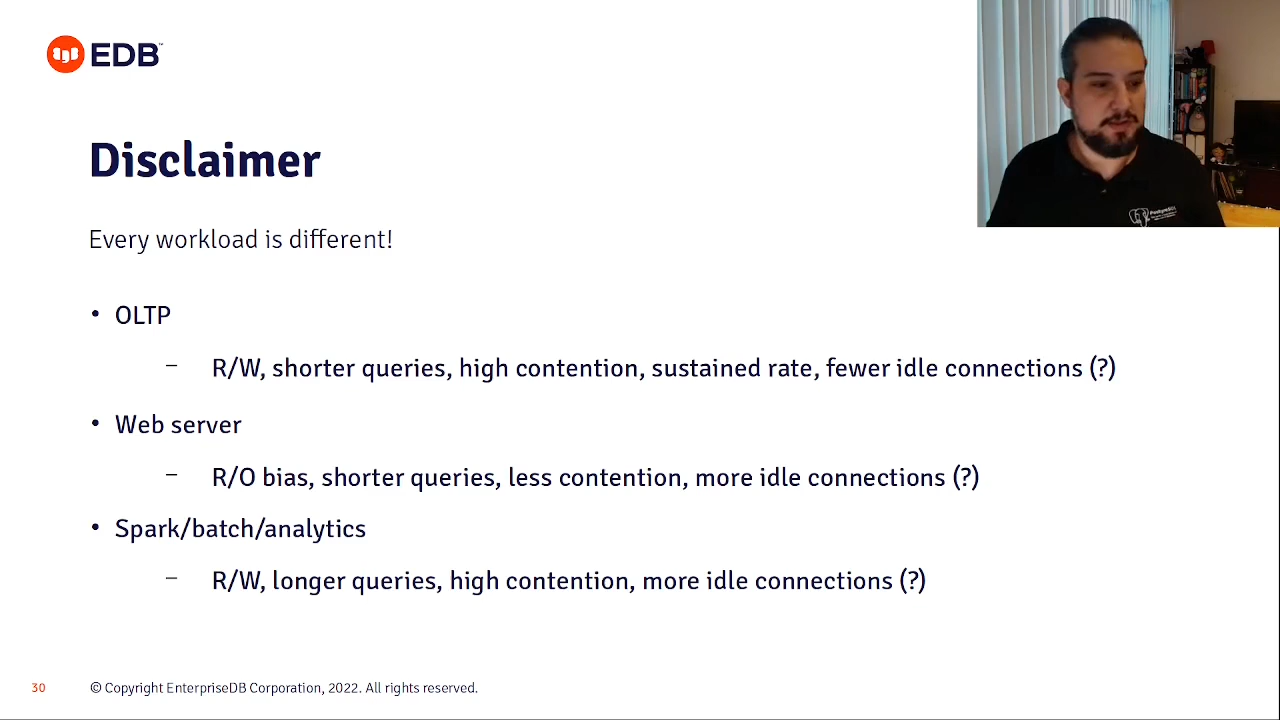 EDB™
Disclaimer
Every workload is different!
• OLTP
– R/W, shorter queries, high contention, sustained rate, fewer idle connections (?)
• Web server
– R/O bias, shorter queries, less contention, more idle connections (?)
• Spark/batch/analytics
– R/W, longer queries, high contention, more idle connections (?)
30 © Copyright EnterpriseDB Corporation, 2022. All rights reserved.
PostgreSQL